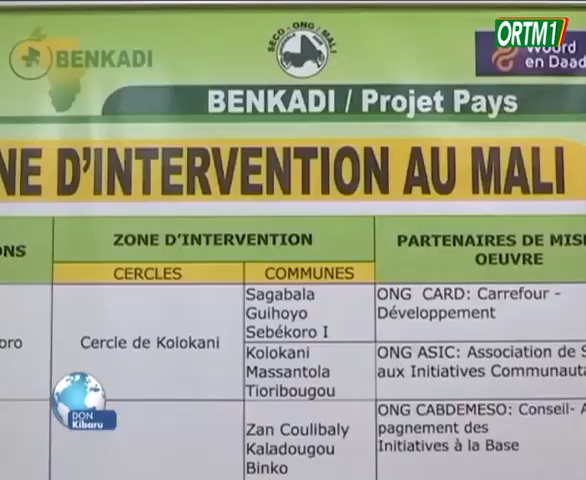 ORTM1
BENKADI
SECO - ONG / MALI
Woord
en Daad
BENKADI / Projet Pays
NE D'INTERVENTION AU MALI
ONS
ZONE D'INTERVENTION
PARTENAIRES DE MIS
OEUVRE
CERCLES
COMMUNES
oro
Cercle de Kolokani
Sagabala
Guihoyo
Sebékoro I
ONG CARD: Carrefour -
Développement
Kolokani
Massantola
Tioribougou
ONG ASIC: Association de S
aux Initiatives Communauta
Zan Coulibaly
Kaladougou
Binko
ONG CABDEMESO: Conseil- A
pagnement des
Initiatives à la Base
DON
Kibaru